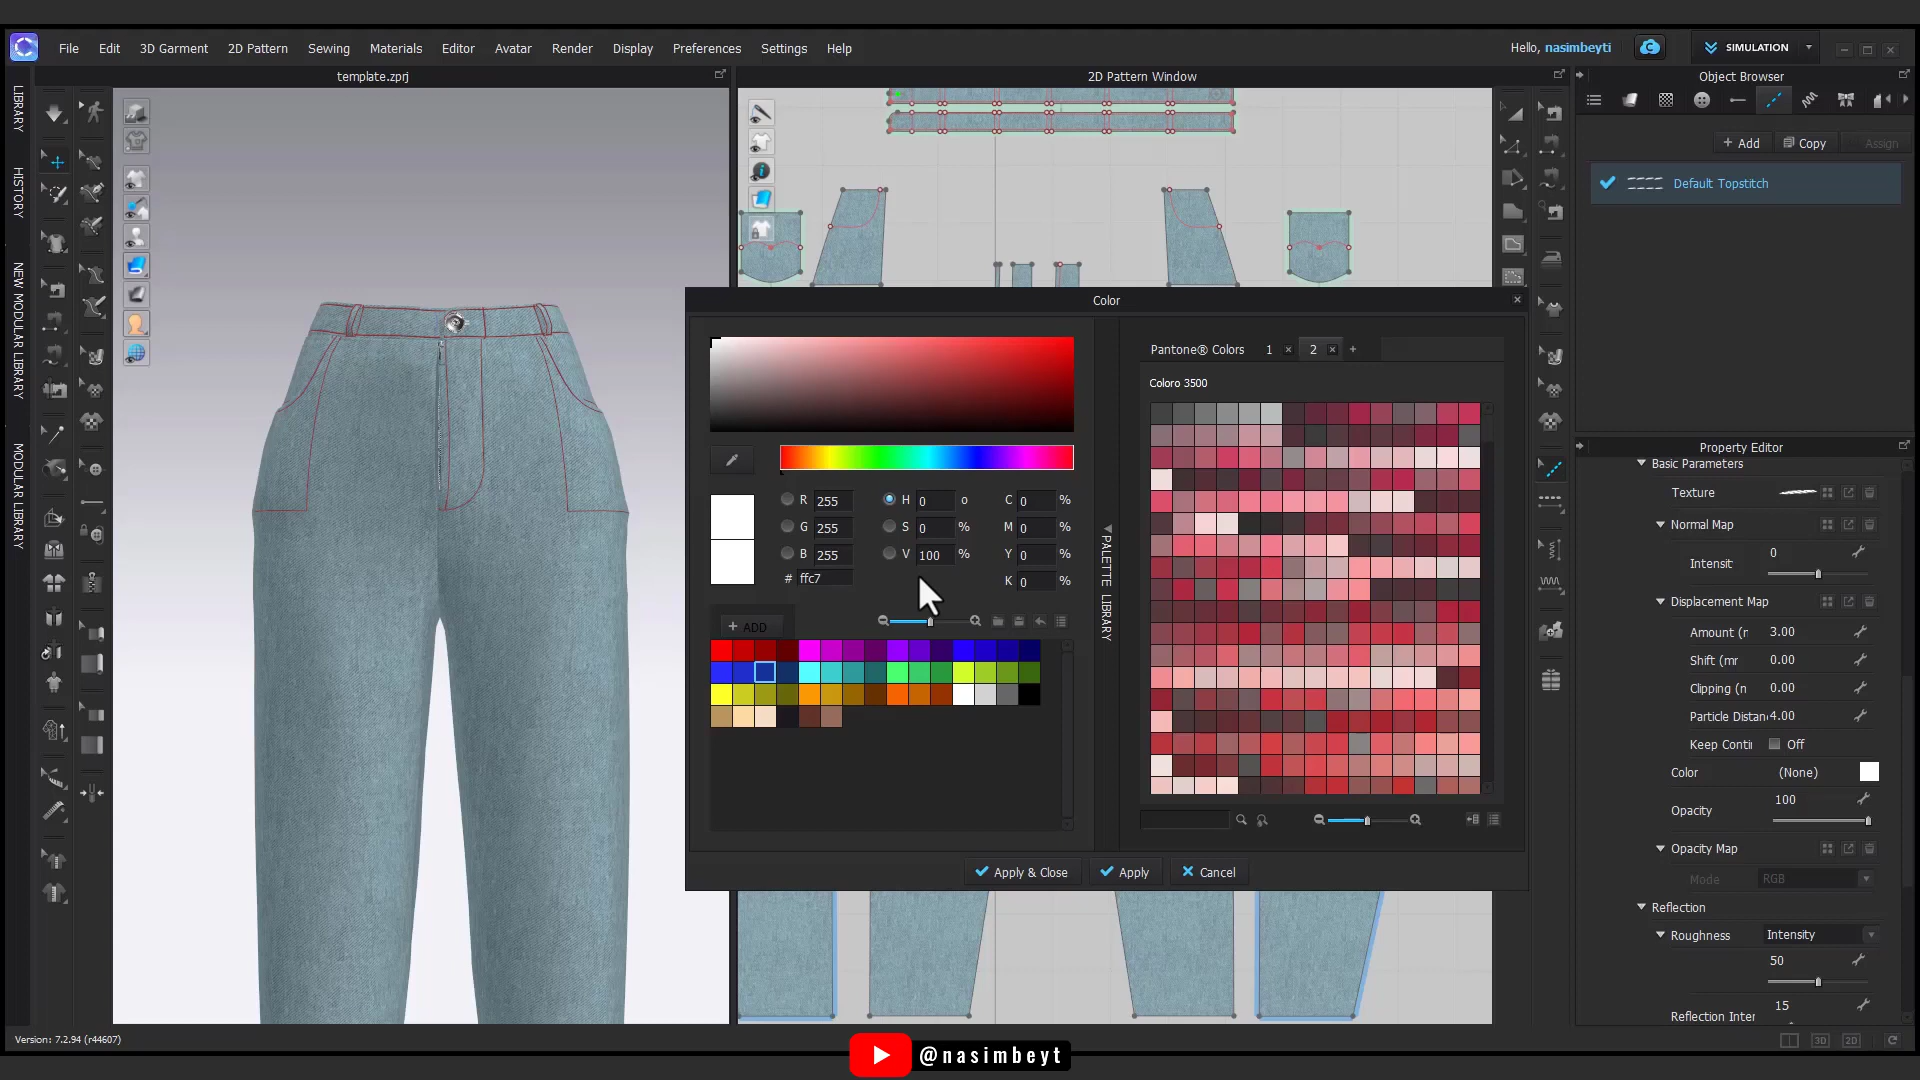 File Edit 3D Garment 2D Pattern Sewing Materials Editor Avatar Render Display Preferences Settings Help
Hello, nasimbeyti
SIMULATION
template.zprj
2D Pattern Window
Object Browser
LIBRARY
HISTORY
NEW MODULAR LIBRARY
MODULAR LIBRARY
+ Add
Copy
Assign
Default Topstitch
Color
Pantone® Colors 1 2 +
Coloro 3500
R 255 H 0 o C 0 %
G 255 S 0 % M 0 %
B 255 V 100 % Y 0 %
# ffc7 K 0 %
+ ADD
PALETTE LIBRARY
Apply & Close
Apply
Cancel
Property Editor
Basic Parameters
Texture
Normal Map
Intensit 0
Displacement Map
Amount (r 3.00
Shift (mr 0.00
Clipping (n 0.00
Particle Distan 4.00
Keep Conti Off
Color (None)
Opacity 100
Opacity Map
Mode RGB
Reflection
Roughness Intensity
50
Reflection Inter 15
Version: 7.2.94 (r44607)
3D 2D
@nasimbeyt